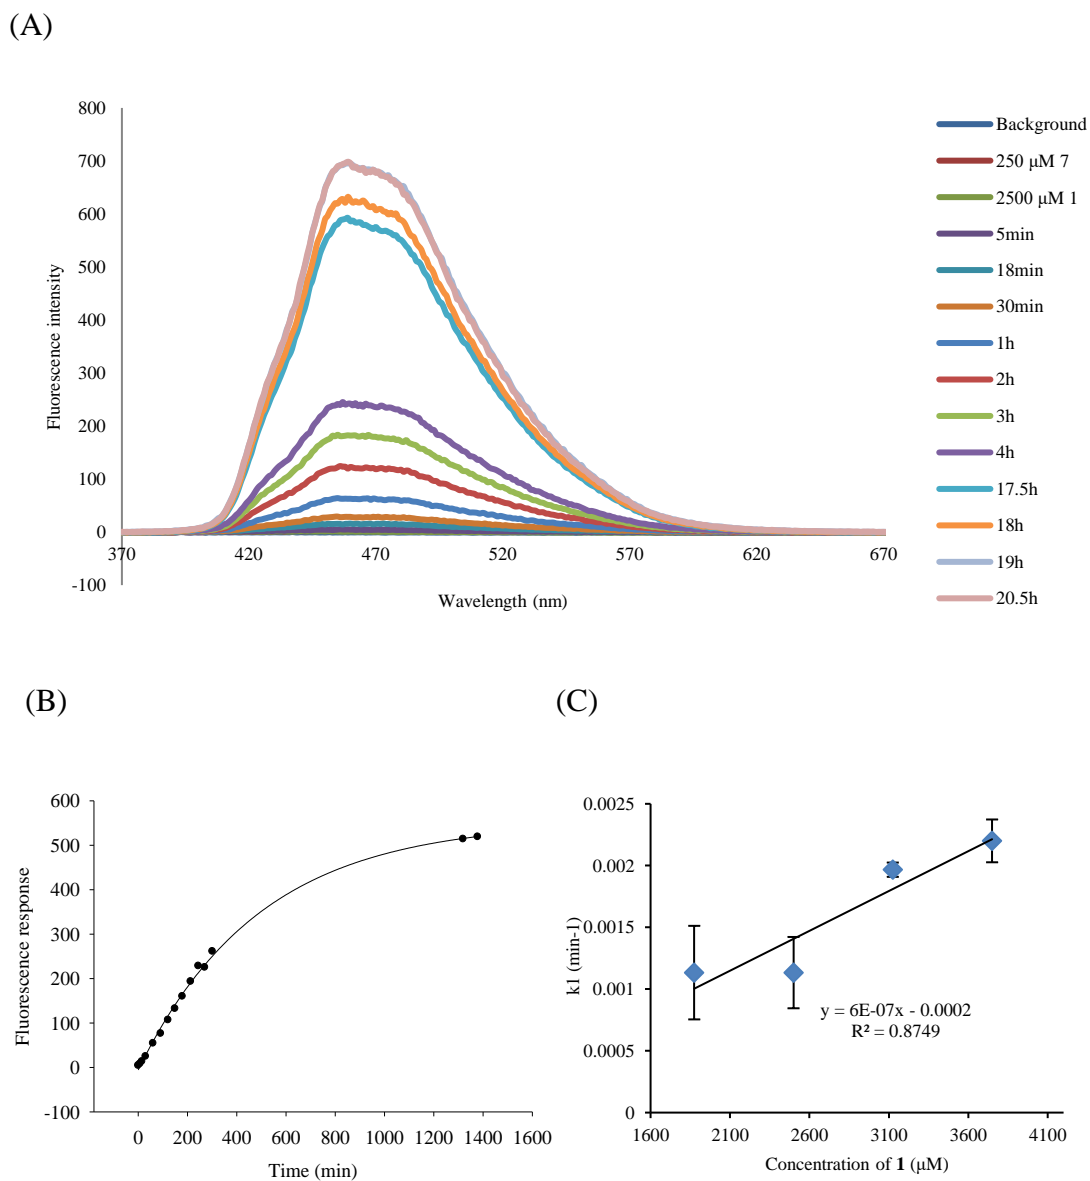 (A)
800
700
600
500
400
300
200
100
0
-100
370
420
470
520
570
620
670
Fluorescence intensity
Wavelength (nm)
Background
250 μM 7
2500 μM 1
5min
18min
30min
1h
2h
3h
4h
17.5h
18h
19h
20.5h
(B)
600
500
400
300
200
100
0
-100
0
200
400
600
800
1000
1200
1400
1600
Fluorescence response
Time (min)
(C)
0.0025
0.002
0.0015
0.001
0.0005
0
1600
2100
2600
3100
3600
4100
k1 (min-1)
y = 6E-07x - 0.0002
R² = 0.8749
Concentration of 1 (μM)